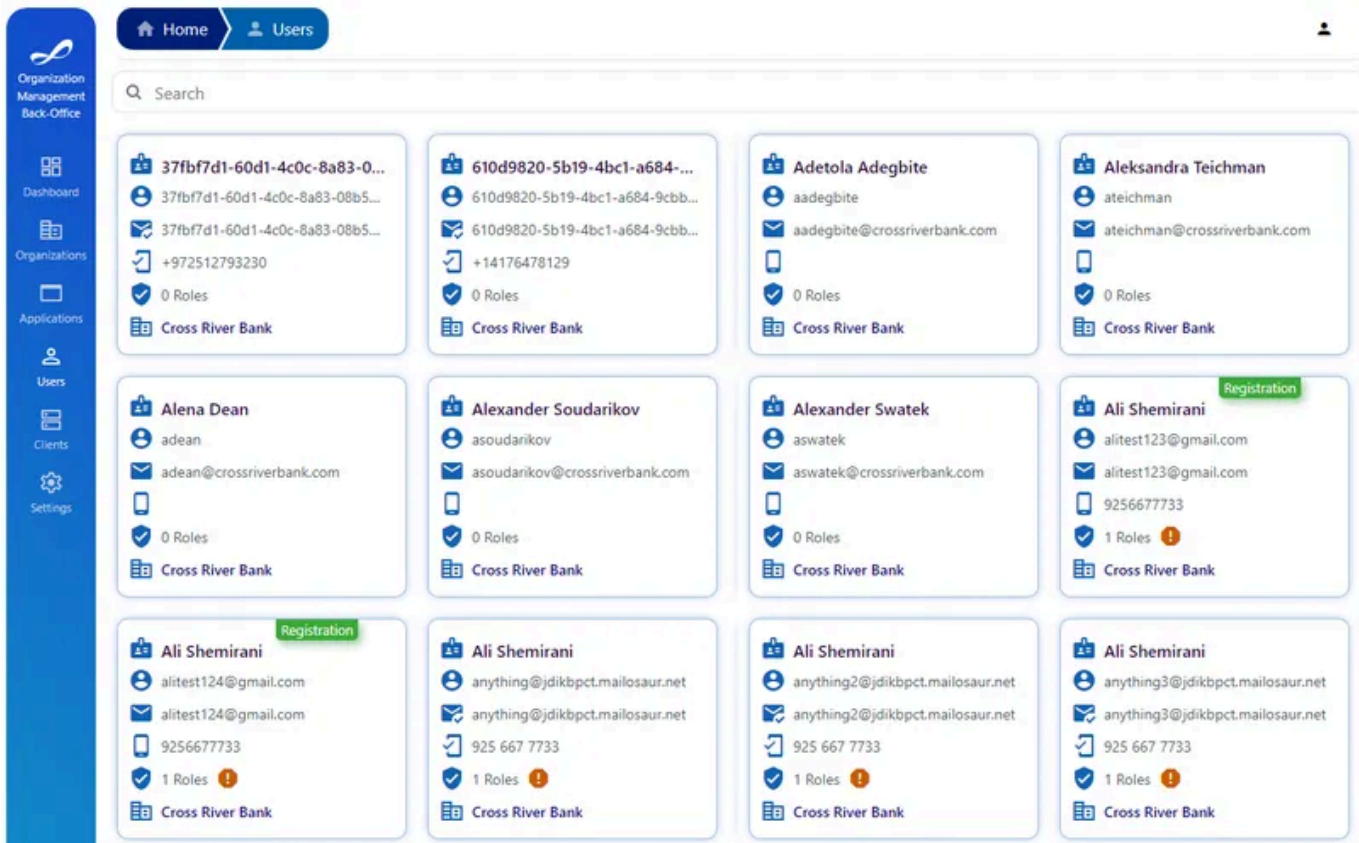 Organization
Management
Back-Office
Dashboard
Organizations
Applications
Users
Clients
Settings
Home
Users
Search
37fbf7d1-60d1-4c0c-8a83-0...
37fbf7d1-60d1-4c0c-8a83-08b5...
37fbf7d1-60d1-4c0c-8a83-08b5...
+972512793230
0 Roles
Cross River Bank
610d9820-5b19-4bc1-a684-...
610d9820-5b19-4bc1-a684-9cbb...
610d9820-5b19-4bc1-a684-9cbb...
+14176478129
0 Roles
Cross River Bank
Adetola Adegbite
aadegbite
aadegbite@crossriverbank.com
0 Roles
Cross River Bank
Aleksandra Teichman
ateichman
ateichman@crossriverbank.com
0 Roles
Cross River Bank
Alena Dean
adean
adean@crossriverbank.com
0 Roles
Cross River Bank
Alexander Soudarikov
asoudarikov
asoudarikov@crossriverbank.com
0 Roles
Cross River Bank
Alexander Swatek
aswatek
aswatek@crossriverbank.com
0 Roles
Cross River Bank
Registration
Ali Shemirani
alitest123@gmail.com
alitest123@gmail.com
9256677733
1 Roles
Cross River Bank
Registration
Ali Shemirani
alitest124@gmail.com
alitest124@gmail.com
9256677733
1 Roles
Cross River Bank
Ali Shemirani
anything@jdikbpct.mailosaur.net
anything@jdikbpct.mailosaur.net
925 667 7733
1 Roles
Cross River Bank
Ali Shemirani
anything2@jdikbpct.mailosaur.net
anything2@jdikbpct.mailosaur.net
925 667 7733
1 Roles
Cross River Bank
Ali Shemirani
anything3@jdikbpct.mailosaur.net
anything3@jdikbpct.mailosaur.net
925 667 7733
1 Roles
Cross River Bank